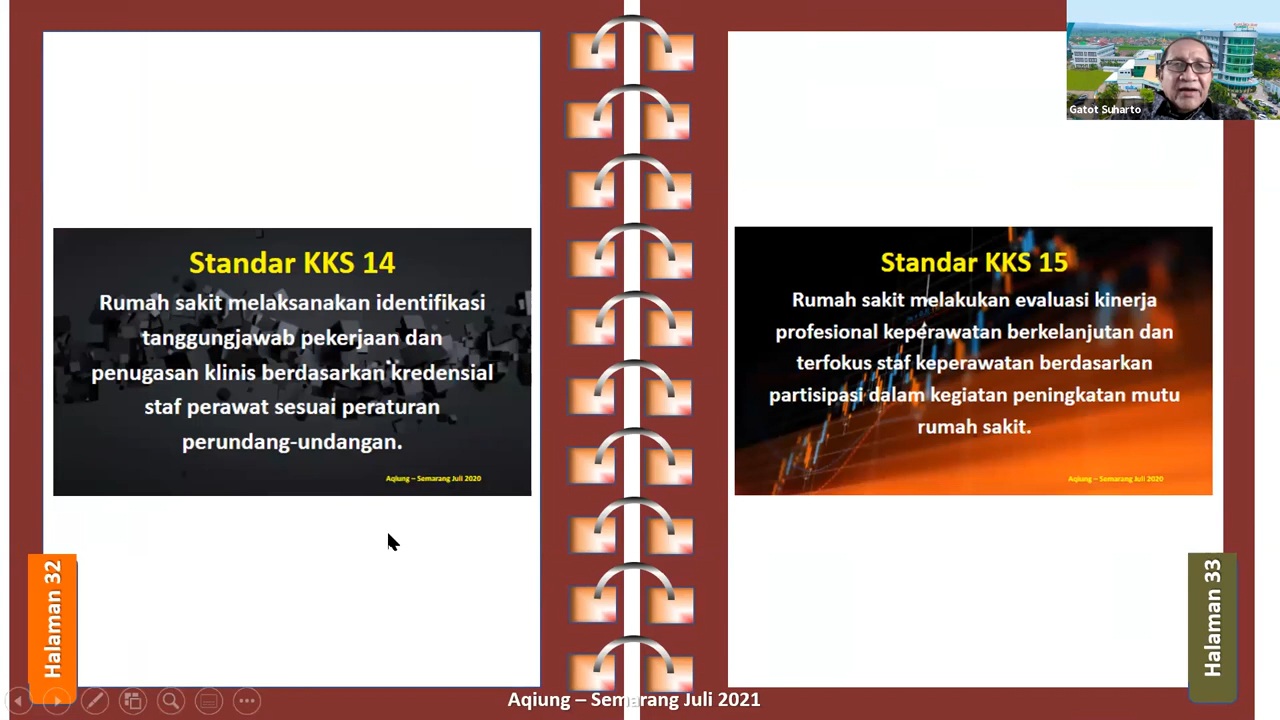 Gatot Suharto
Standar KKS 14
Rumah sakit melaksanakan identifikasi
tanggungjawab pekerjaan dan
penugasan klinis berdasarkan kredensial
staf perawat sesuai peraturan
perundang-undangan.
Aqiung – Semarang Juli 2020
Halaman 32
Standar KKS 15
Rumah sakit melakukan evaluasi kinerja
profesional keperawatan berkelanjutan dan
terfokus staf keperawatan berdasarkan
partisipasi dalam kegiatan peningkatan mutu
rumah sakit.
Aqiung – Semarang Juli 2020
Halaman 33
Aqiung – Semarang Juli 2021